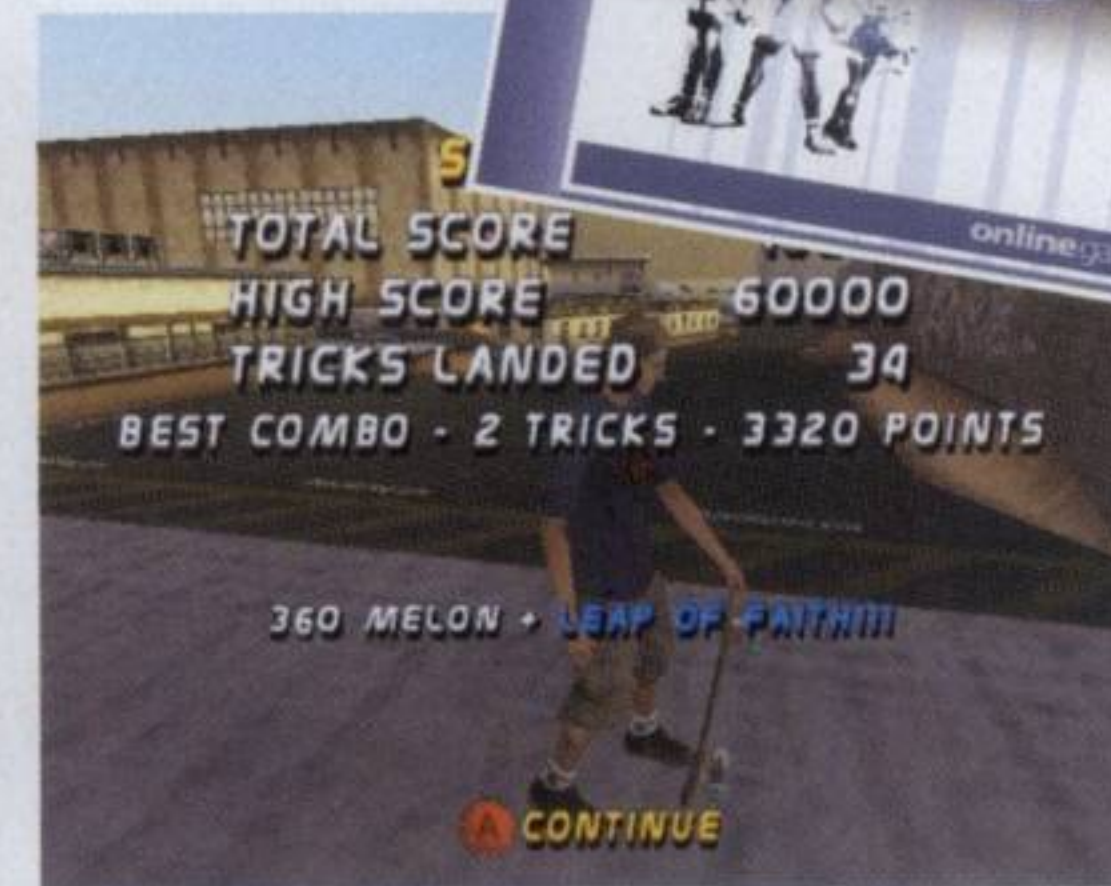 onlinega
S
TOTAL SCORE
HIGH SCORE 60000
TRICKS LANDED 34
BEST COMBO - 2 TRICKS - 3320 POINTS
360 MELON + LEAP OF FAITH!!!
A CONTINUE